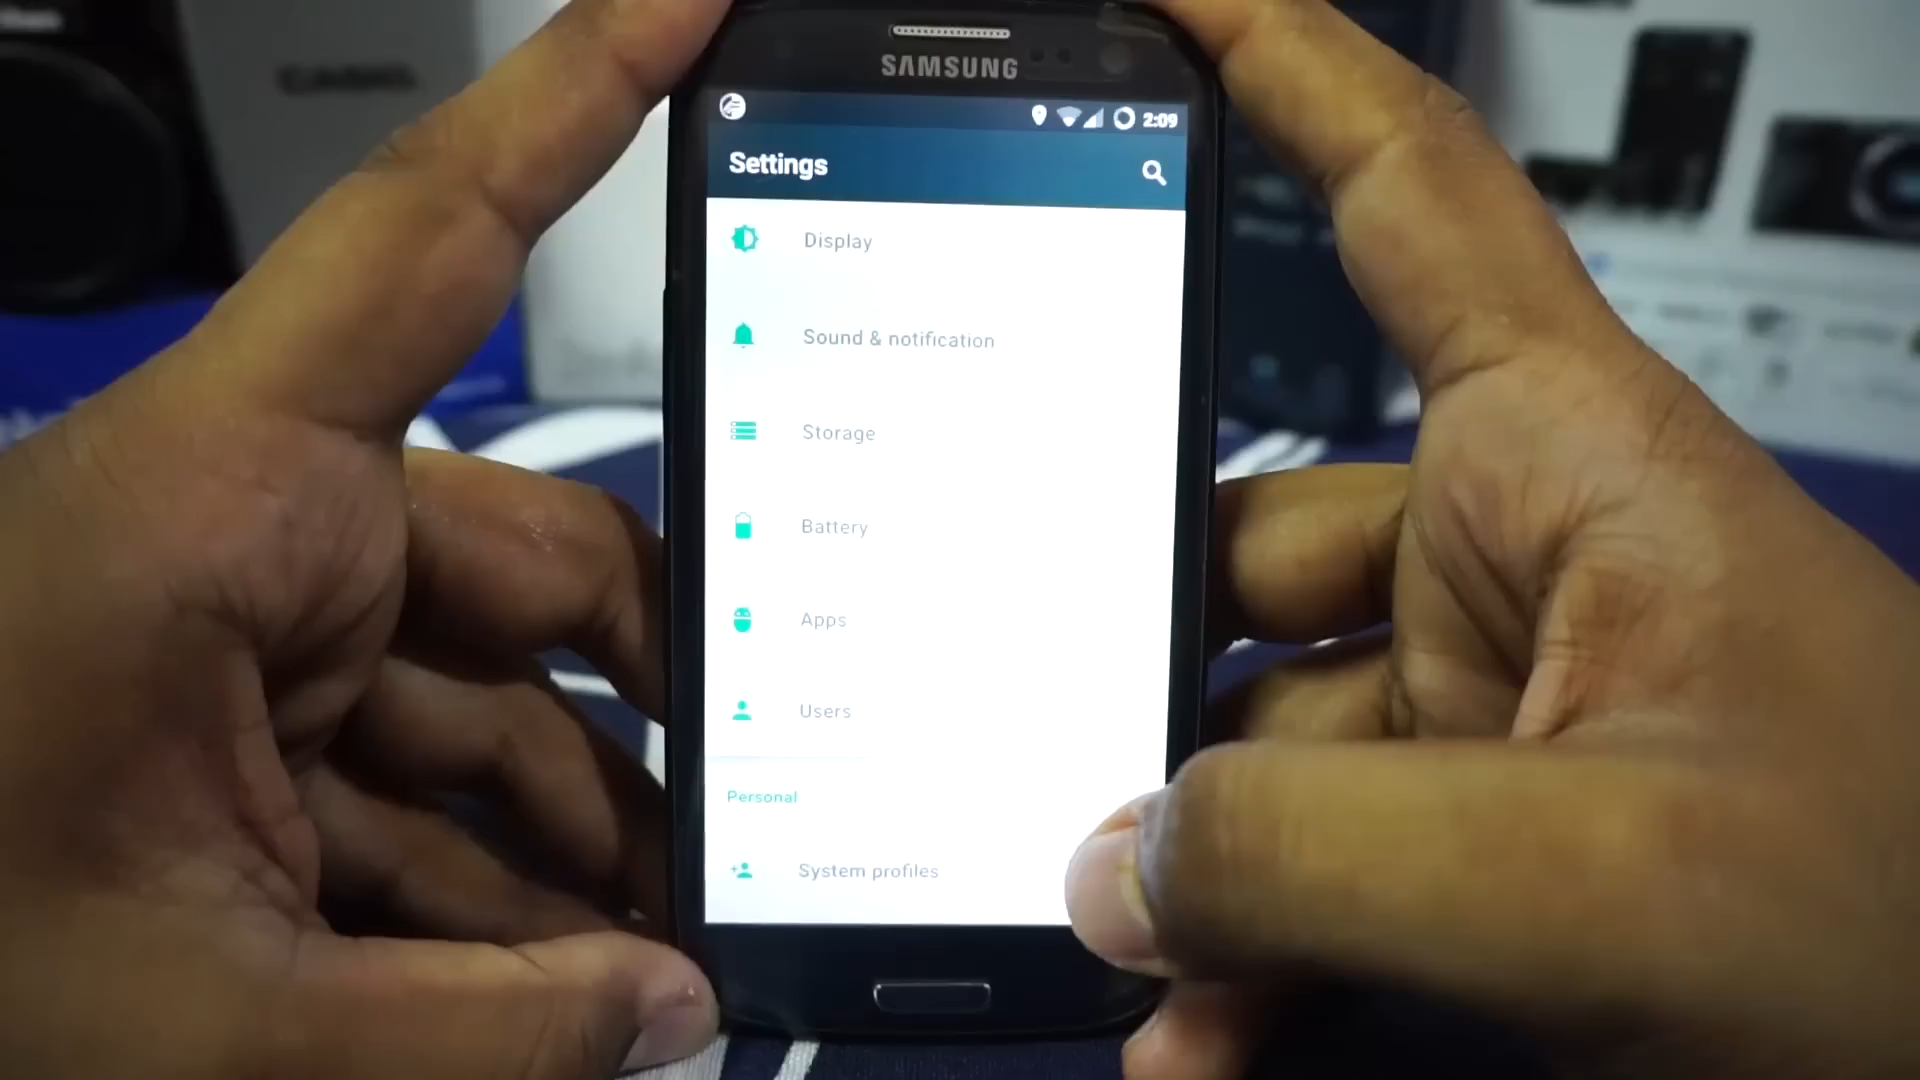 SAMSUNG
2:09
Settings
Display
Sound & notification
Storage
Battery
Apps
Users
Personal
System profiles